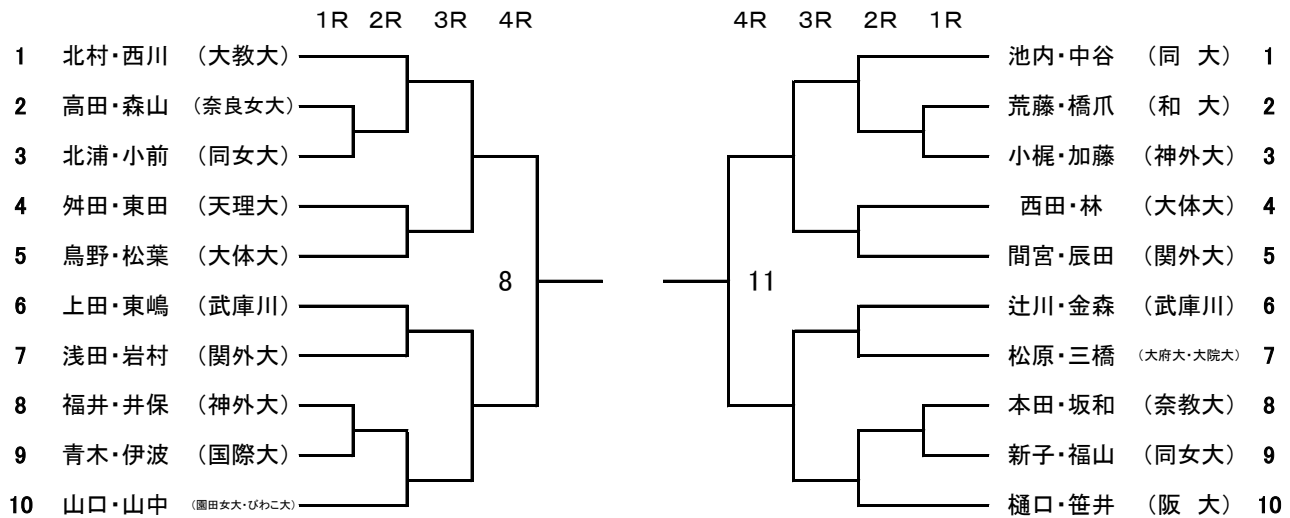 1R 2R 3R 4R 4R 3R 2R 1R
1 北村・西川 (大教大) 池内・中谷 (同 大) 1
2 高田・森山 (奈良女大) 荒藤・橋爪 (和 大) 2
3 北浦・小前 (同女大) 小梶・加藤 (神外大) 3
4 舛田・東田 (天理大) 西田・林 (大体大) 4
5 鳥野・松葉 (大体大) 間宮・辰田 (関外大) 5
8 11
6 上田・東嶋 (武庫川) 辻川・金森 (武庫川) 6
7 浅田・岩村 (関外大) 松原・三橋 (大府大・大院大) 7
8 福井・井保 (神外大) 本田・坂和 (奈教大) 8
9 青木・伊波 (国際大) 新子・福山 (同女大) 9
10 山口・山中 (園田女大・びわこ大) 樋口・笹井 (阪 大) 10